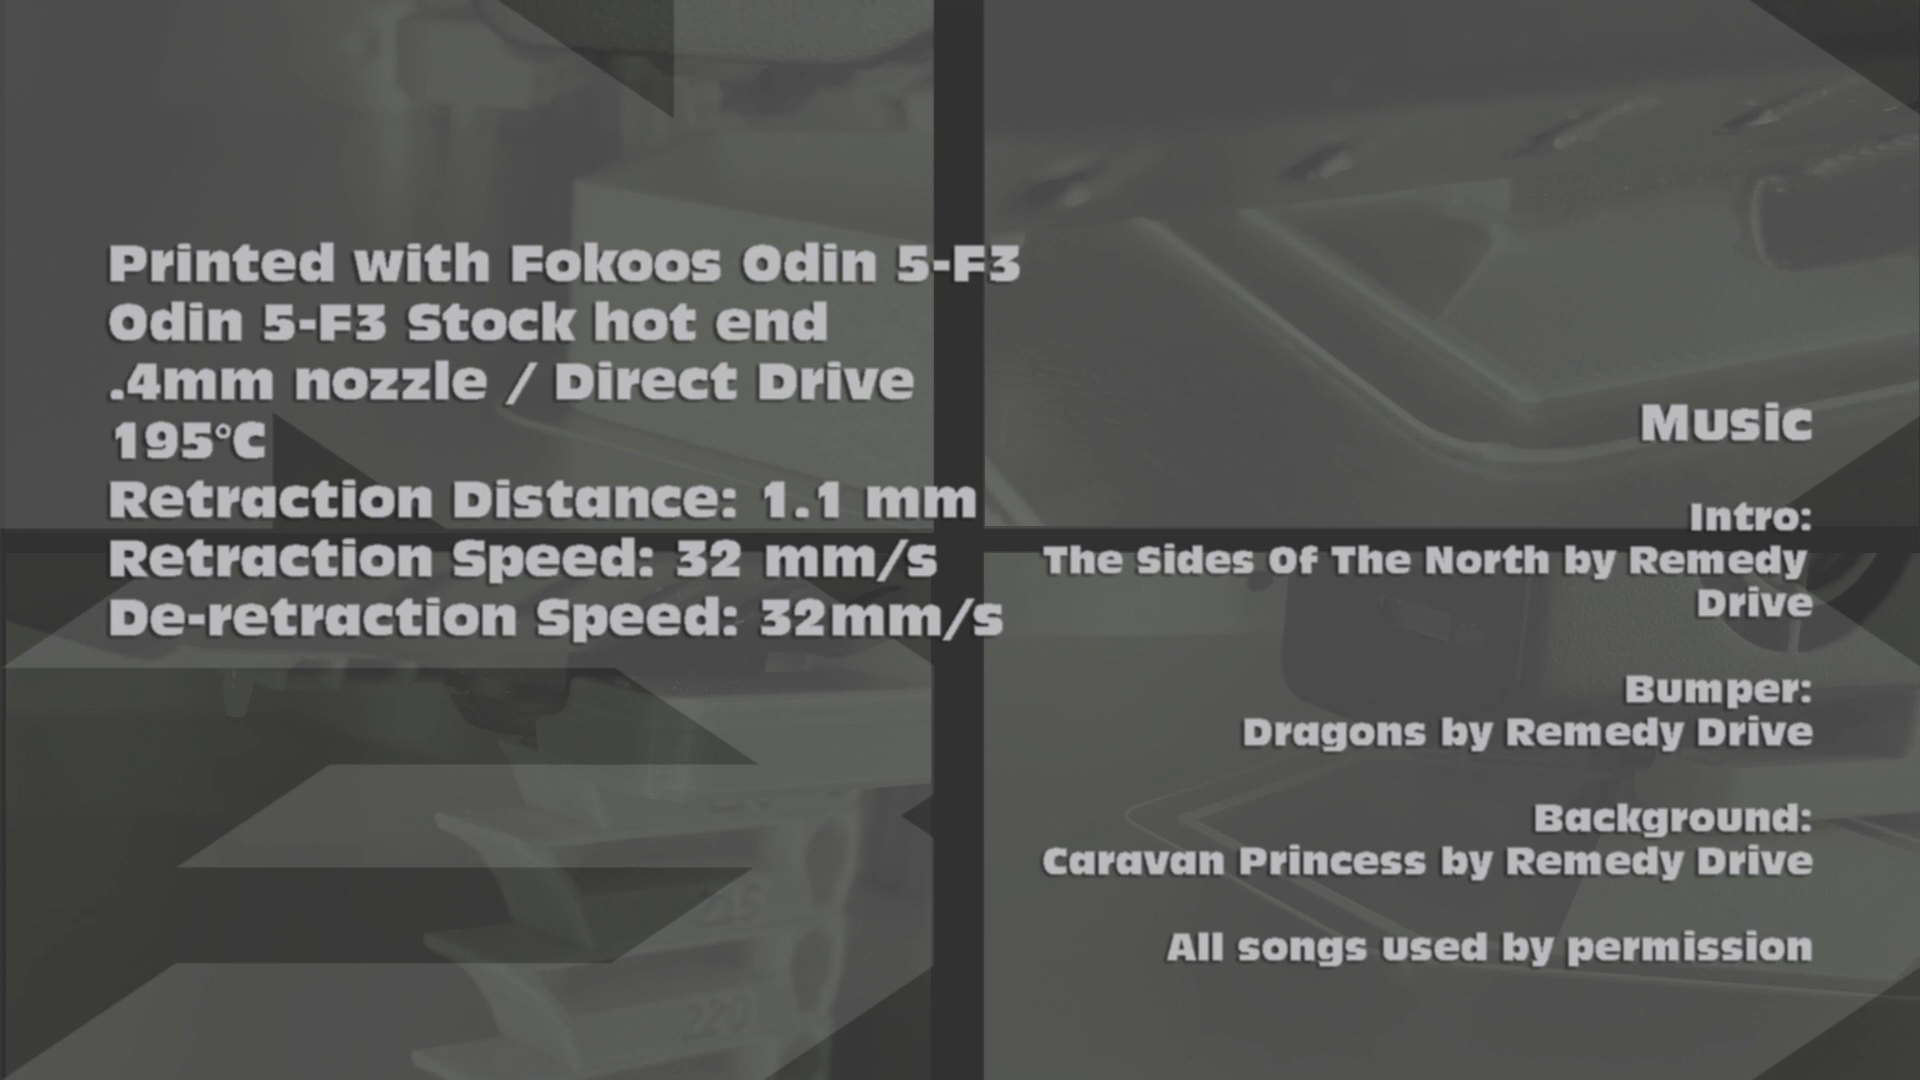 Printed with Fokoos Odin 5-F3
Odin 5-F3 Stock hot end
.4mm nozzle / Direct Drive
195°C
Retraction Distance: 1.1 mm
Retraction Speed: 32 mm/s
De-retraction Speed: 32mm/s
Music
Intro:
The Sides Of The North by Remedy
Drive
Bumper:
Dragons by Remedy Drive
Background:
Caravan Princess by Remedy Drive
All songs used by permission
215
220